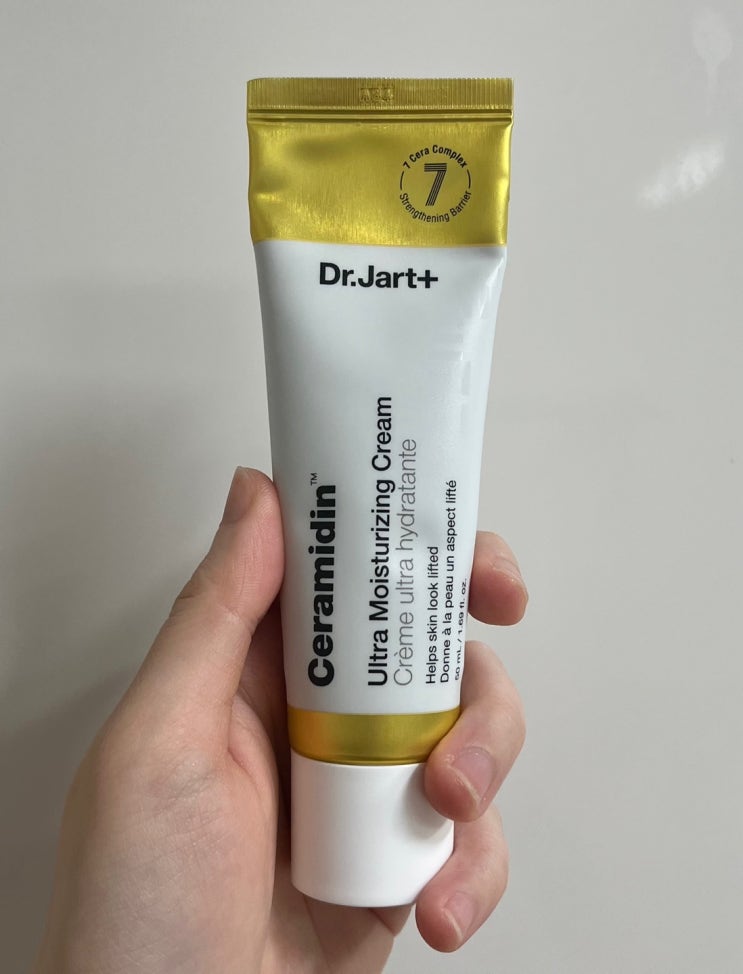 7 Cera Complex
7
Strengthening Barrier
Dr.Jart+
Ceramidin™
Ultra Moisturizing Cream
Crème ultra hydratante
Helps skin look lifted
Donne à la peau un aspect lifté
50 mL / 1.69 fl. oz.